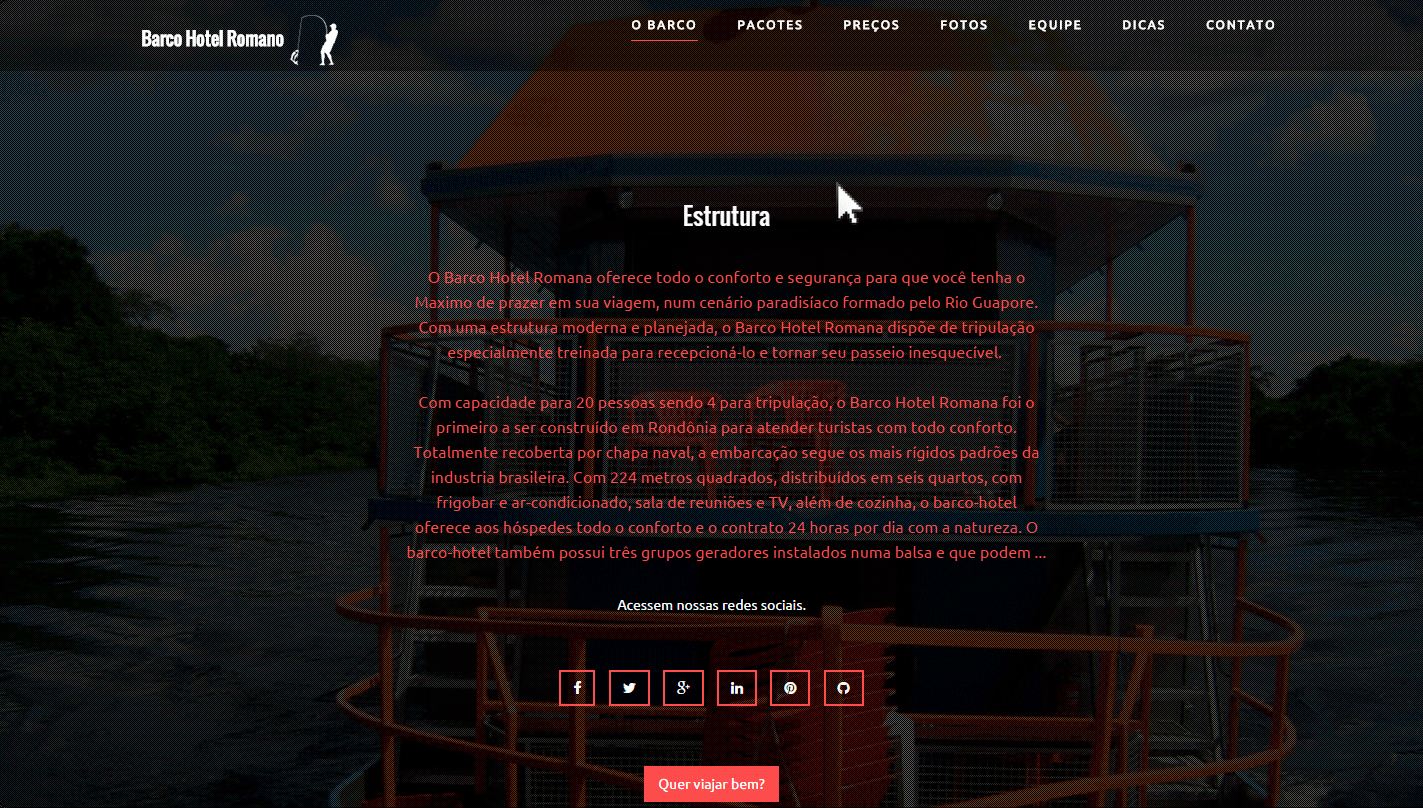 Barco Hotel Romano
O BARCO PACOTES PREÇOS FOTOS EQUIPE DICAS CONTATO
Estrutura
O Barco Hotel Romana oferece todo o conforto e segurança para que você tenha o
Maximo de prazer em sua viagem, num cenário paradisíaco formado pelo Rio Guapore.
Com uma estrutura moderna e planejada, o Barco Hotel Romana dispõe de tripulação
especialmente treinada para recepcioná-lo e tornar seu passeio inesquecível.
Com capacidade para 20 pessoas sendo 4 para tripulação, o Barco Hotel Romana foi o
primeiro a ser construído em Rondônia para atender turistas com todo conforto.
Totalmente recoberta por chapa naval, a embarcação segue os mais rígidos padrões da
industria brasileira. Com 224 metros quadrados, distribuídos em seis quartos, com
frigobar e ar-condicionado, sala de reuniões e TV, além de cozinha, o barco-hotel
oferece aos hóspedes todo o conforto e o contrato 24 horas por dia com a natureza. O
barco-hotel também possui três grupos geradores instalados numa balsa e que podem ...
Acessem nossas redes sociais.
Quer viajar bem?